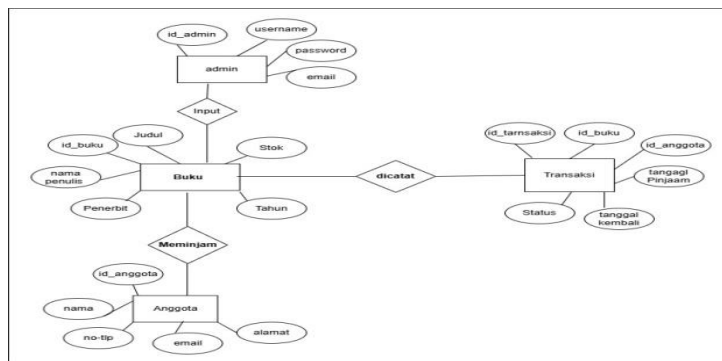 id_admin
username
password
email
admin
Input
Judul
id_buku
Stok
nama
penulis
Buku
Penerbit
Tahun
dicatat
id_tarnsaksi
id_buku
id_anggota
Transaksi
tangagl
Pinjaam
Status
tanggal
kembali
Meminjam
id_anggota
nama
Anggota
no-tlp
email
alamat